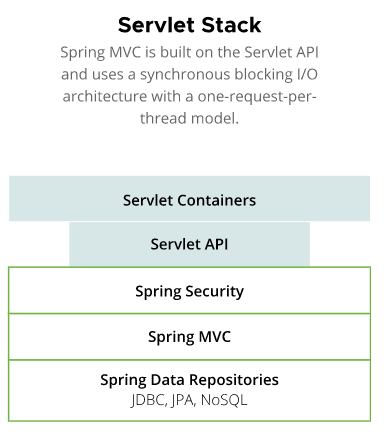 Servlet Stack
Spring MVC is built on the Servlet API
and uses a synchronous blocking I/O
architecture with a one-request-per-
thread model.
Servlet Containers
Servlet API
Spring Security
Spring MVC
Spring Data Repositories
JDBC, JPA, NoSQL